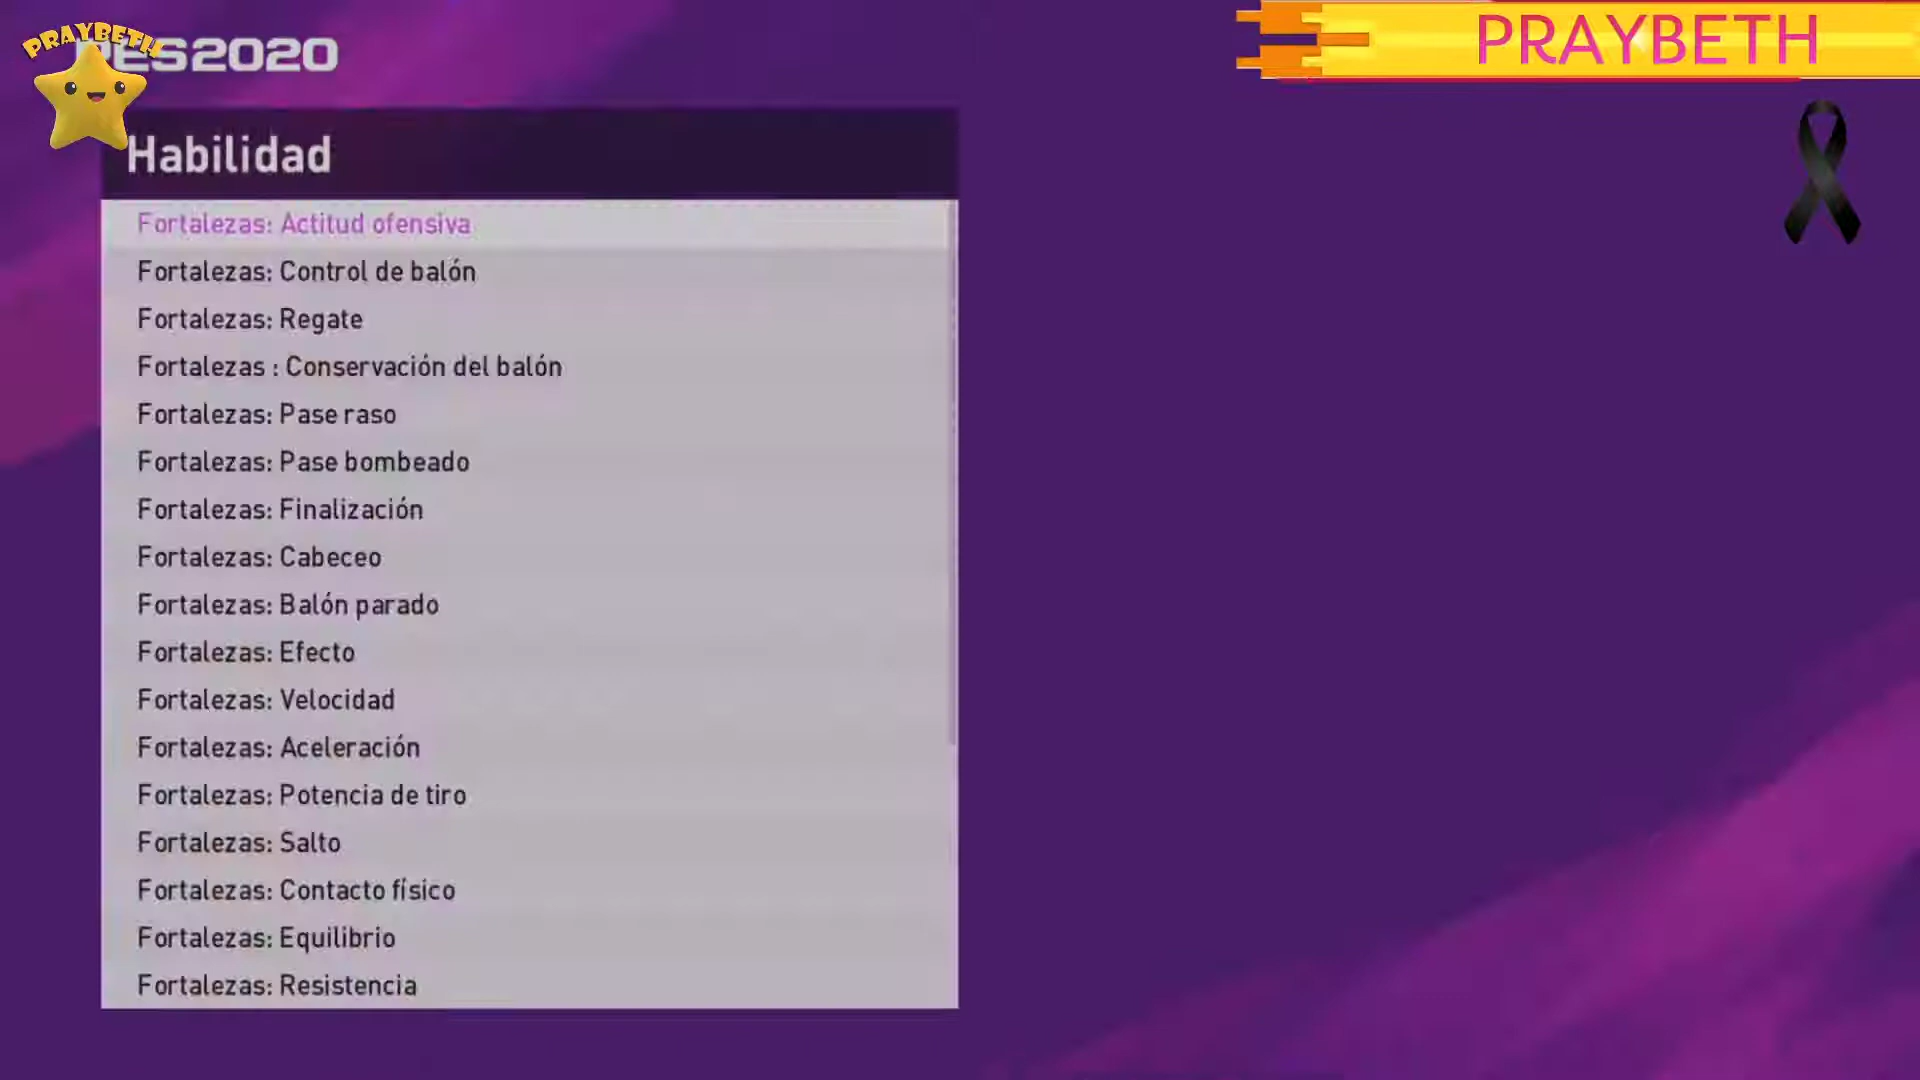 PRAYBETH
PES2020
PRAYBETH
Habilidad
Fortalezas: Actitud ofensiva
Fortalezas: Control de balón
Fortalezas: Regate
Fortalezas : Conservación del balón
Fortalezas: Pase raso
Fortalezas: Pase bombeado
Fortalezas: Finalización
Fortalezas: Cabeceo
Fortalezas: Balón parado
Fortalezas: Efecto
Fortalezas: Velocidad
Fortalezas: Aceleración
Fortalezas: Potencia de tiro
Fortalezas: Salto
Fortalezas: Contacto físico
Fortalezas: Equilibrio
Fortalezas: Resistencia